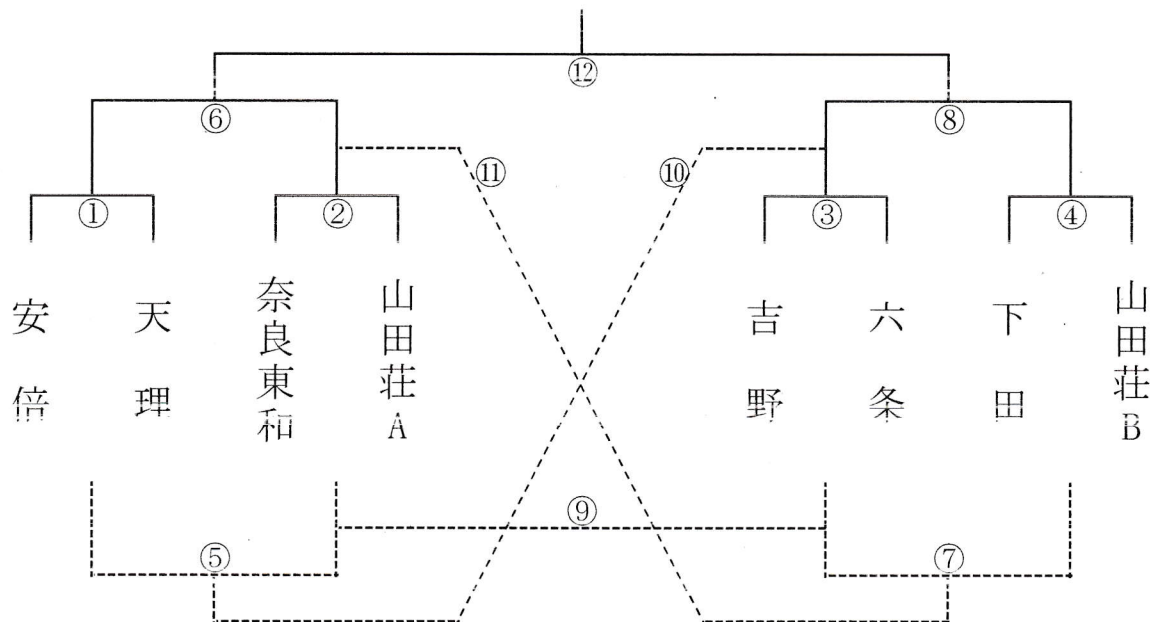 ⑫
⑥
⑧
⑪
⑩
①
②
③
④
安倍
天理
奈良東和
山田荘A
吉野
六条
下田
山田荘B
⑨
⑤
⑦